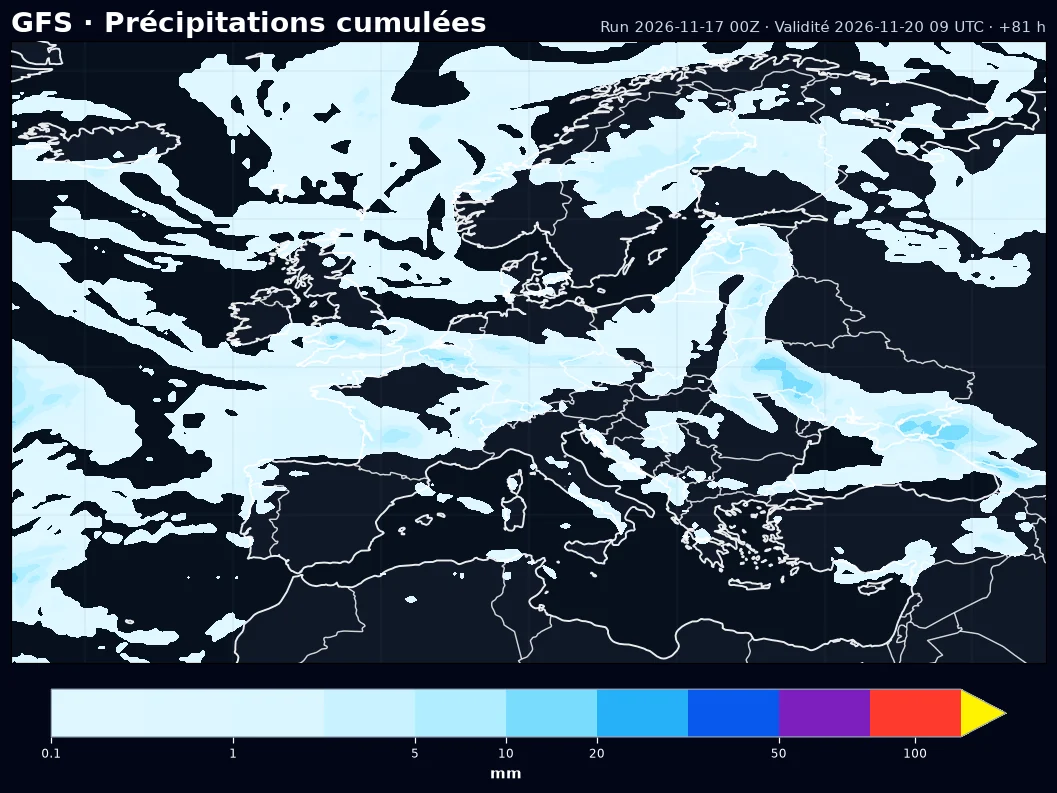 GFS · Précipitations cumulées
Run 2026-11-17 00Z · Validité 2026-11-20 09 UTC · +81 h
0.1 1 5 10 20 50 100
mm